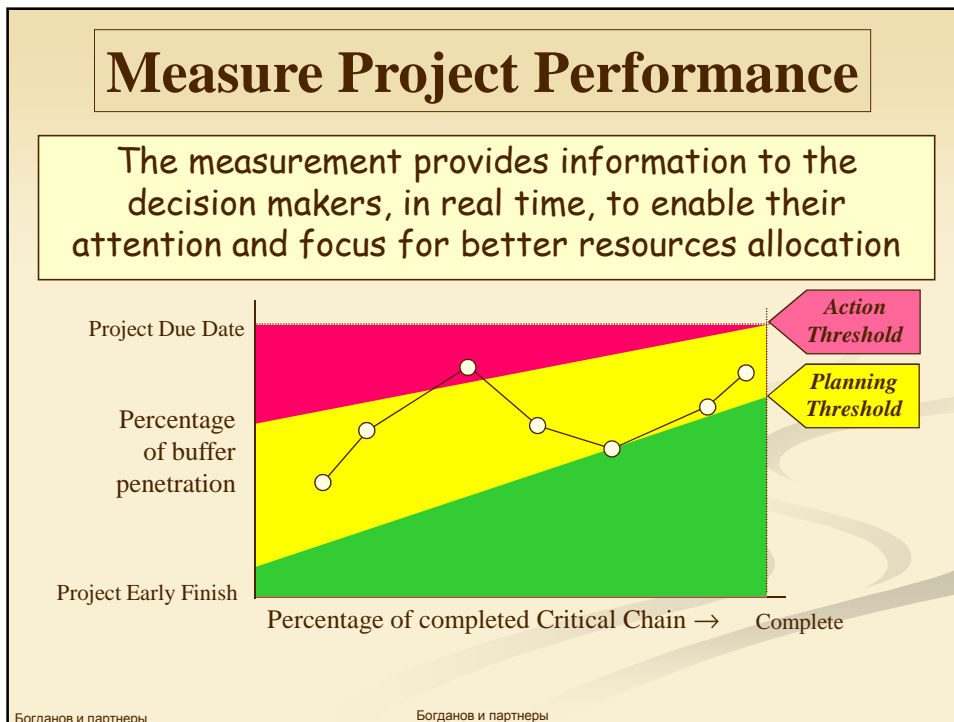 Measure Project Performance
The measurement provides information to the
decision makers, in real time, to enable their
attention and focus for better resources allocation
Project Due Date
Action
Threshold
Planning
Threshold
Percentage
of buffer
penetration
Project Early Finish
Percentage of completed Critical Chain →
Complete
Богданов и партнеры
Богданов и партнеры